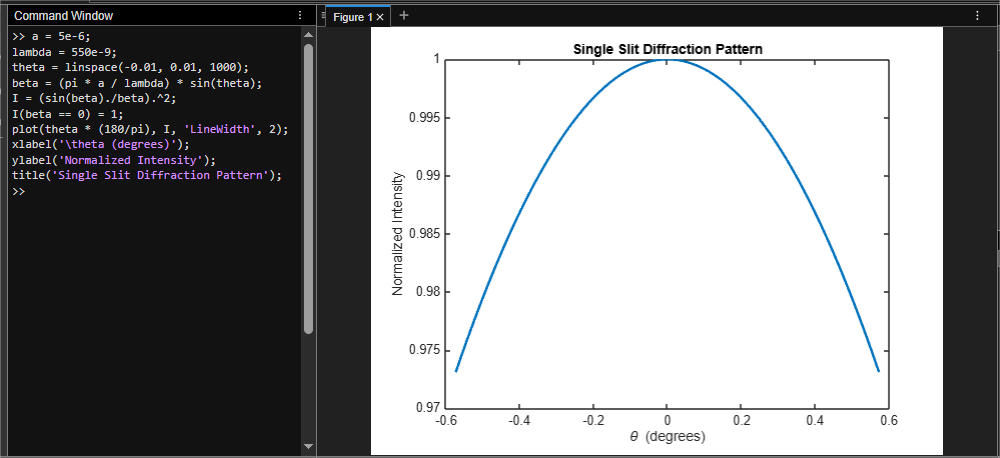 Command Window
>> a = 5e-6;
lambda = 550e-9;
theta = linspace(-0.01, 0.01, 1000);
beta = (pi * a / lambda) * sin(theta);
I = (sin(beta)./beta).^2;
I(beta == 0) = 1;
plot(theta * (180/pi), I, 'LineWidth', 2);
xlabel('\theta (degrees)');
ylabel('Normalized Intensity');
title('Single Slit Diffraction Pattern');
>>
Figure 1 × +
Single Slit Diffraction Pattern
Normalized Intensity
1
0.995
0.99
0.985
0.98
0.975
0.97
-0.6 -0.4 -0.2 0 0.2 0.4 0.6
θ (degrees)